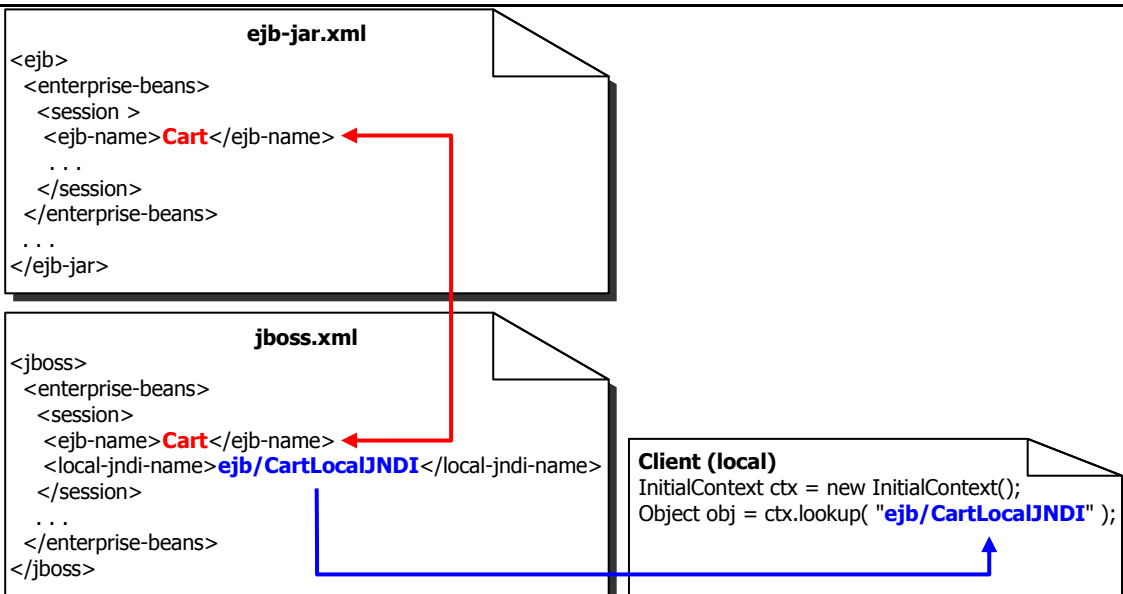 ejb-jar.xml
<ejb>
<enterprise-beans>
<session >
<ejb-name>Cart</ejb-name>
. . .
</session>
</enterprise-beans>
. . .
</ejb-jar>
jboss.xml
<jboss>
<enterprise-beans>
<session>
<ejb-name>Cart</ejb-name>
<local-jndi-name>ejb/CartLocalJNDI</local-jndi-name>
</session>
. . .
</enterprise-beans>
</jboss>
Client (local)
InitialContext ctx = new InitialContext();
Object obj = ctx.lookup( "ejb/CartLocalJNDI" );